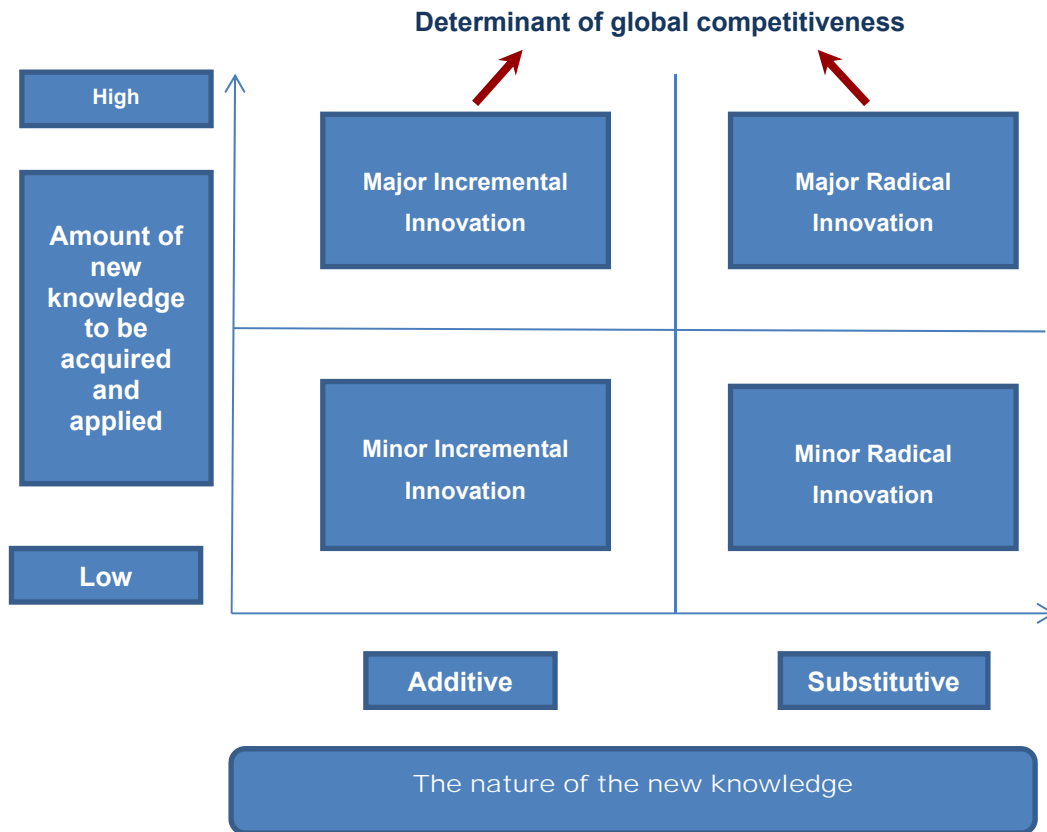 Determinant of global competitiveness
High
Major Incremental
Innovation
Major Radical
Innovation
Amount of
new
knowledge
to be
acquired
and
applied
Minor Incremental
Innovation
Minor Radical
Innovation
Low
Additive
Substitutive
The nature of the new knowledge